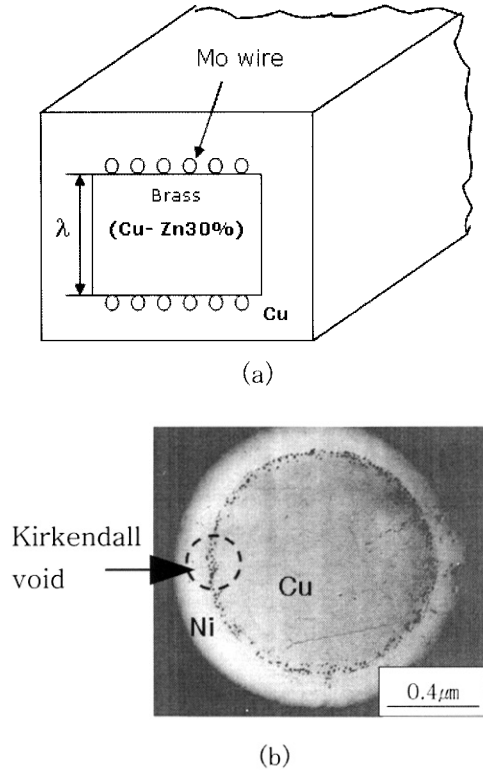 Mo wire
Brass
(Cu- Zn30%)
λ
Cu
(a)
Kirkendall
void
Cu
Ni
0.4μm
(b)